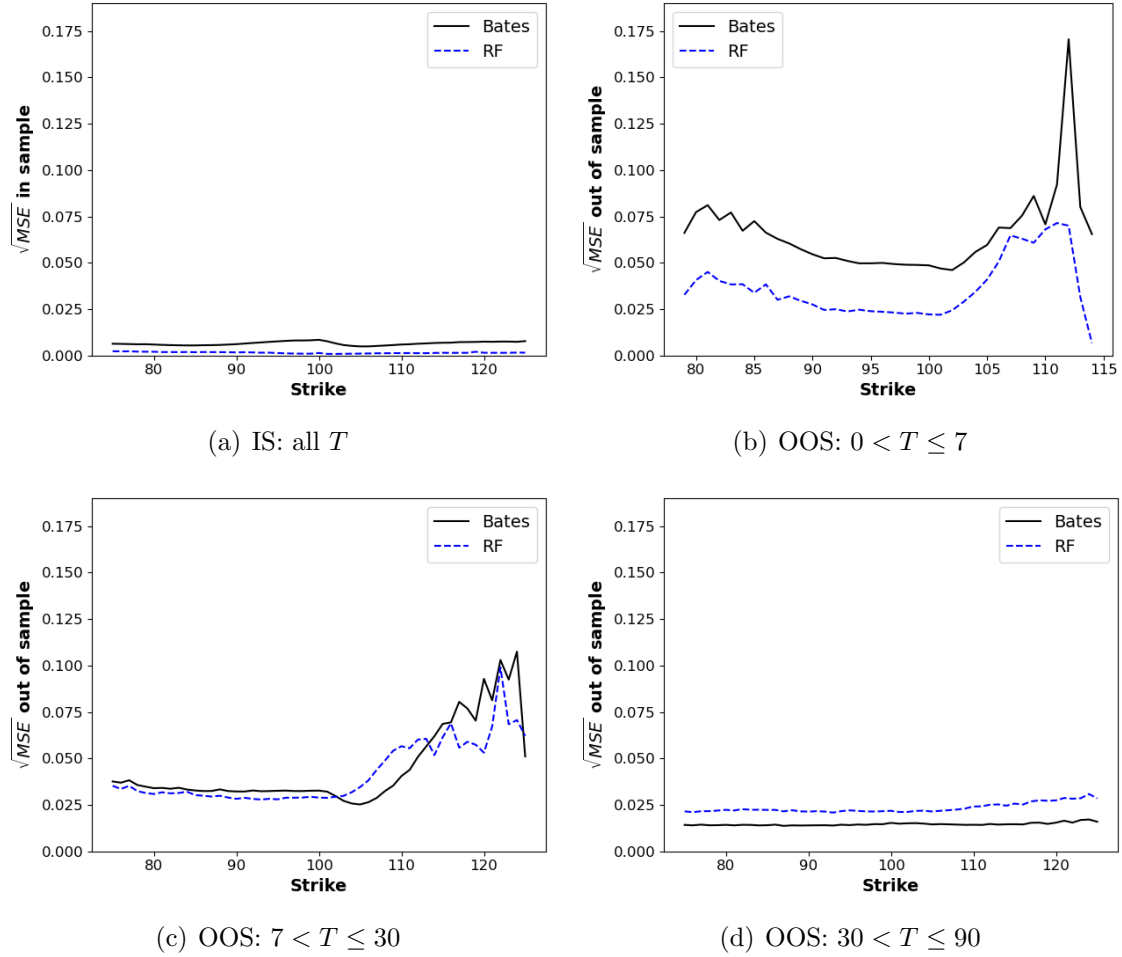 0.175
0.150
0.125
0.100
0.075
0.050
0.025
0.000
√MSE in sample
Bates
RF
80 90 100 110 120
Strike
(a) IS: all T
0.175
0.150
0.125
0.100
0.075
0.050
0.025
0.000
√MSE out of sample
Bates
RF
80 85 90 95 100 105 110 115
Strike
(b) OOS: 0 < T ≤ 7
0.175
0.150
0.125
0.100
0.075
0.050
0.025
0.000
√MSE out of sample
Bates
RF
80 90 100 110 120
Strike
(c) OOS: 7 < T ≤ 30
0.175
0.150
0.125
0.100
0.075
0.050
0.025
0.000
√MSE out of sample
Bates
RF
80 90 100 110 120
Strike
(d) OOS: 30 < T ≤ 90